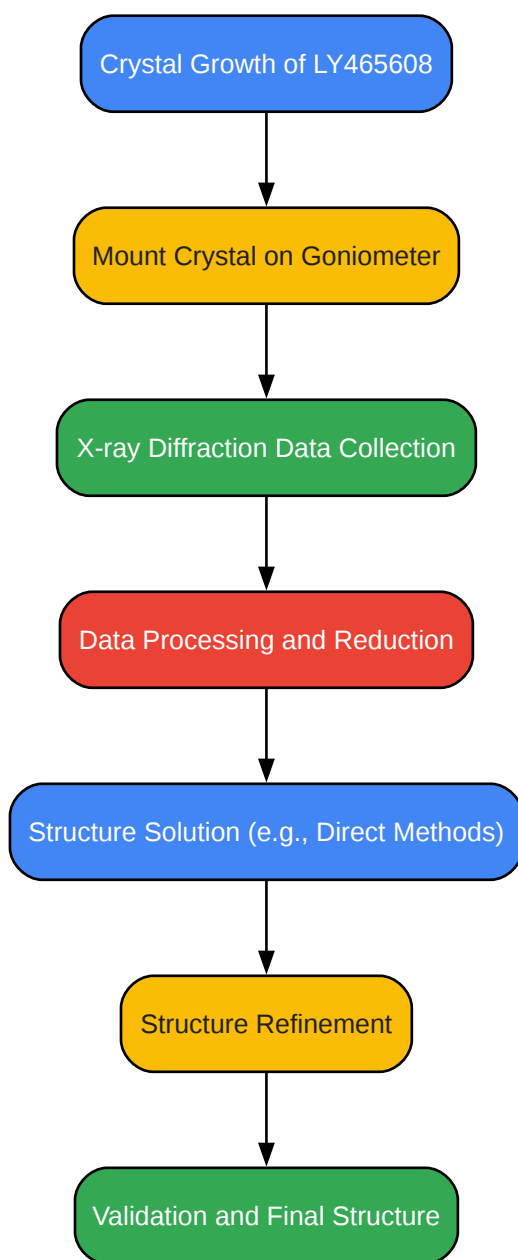 Crystal Growth of LY465608
Mount Crystal on Goniometer
X-ray Diffraction Data Collection
Data Processing and Reduction
Structure Solution (e.g., Direct Methods)
Structure Refinement
Validation and Final Structure